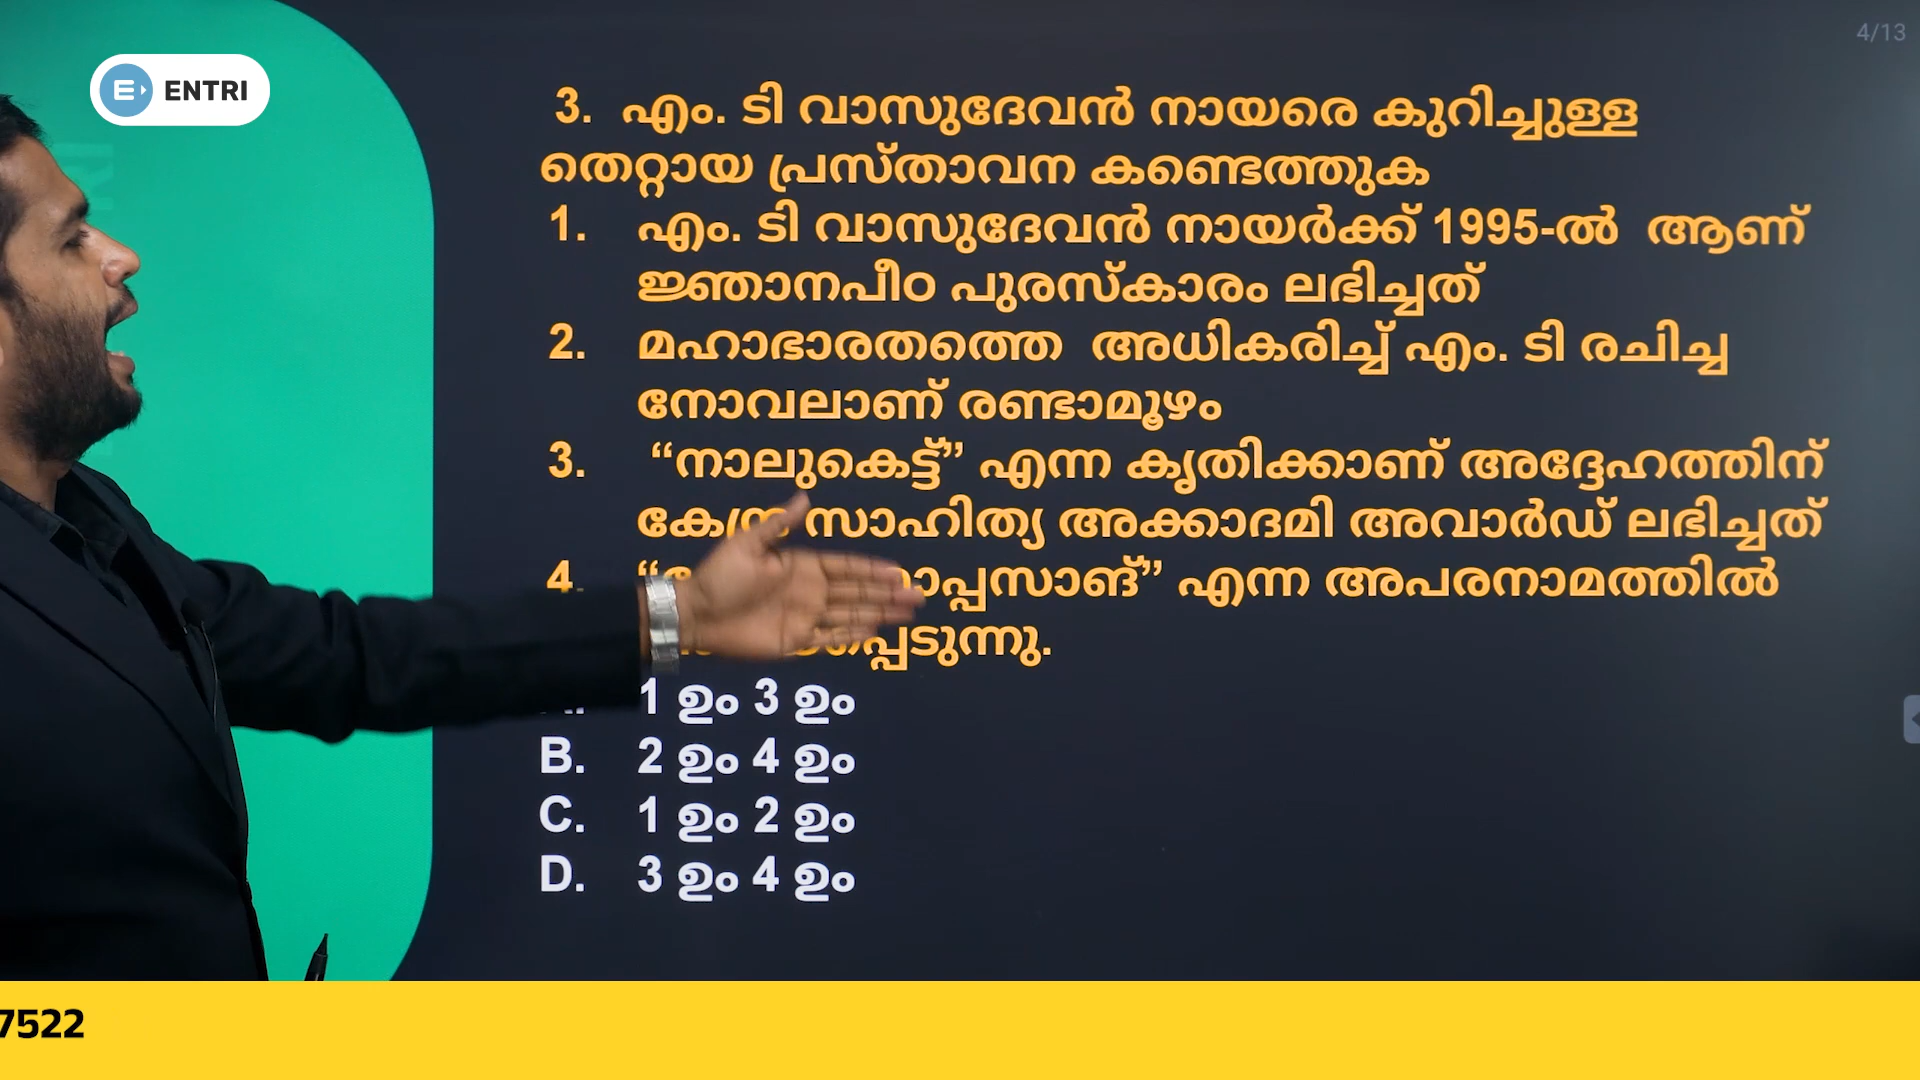 4/13
ENTRI
3. എം. ടി വാസുദേവൻ നായരെ കുറിച്ചുള്ള
തെറ്റായ പ്രസ്താവന കണ്ടെത്തുക
1. എം. ടി വാസുദേവൻ നായർക്ക് 1995-ൽ ആണ്
ജ്ഞാനപീഠ പുരസ്കാരം ലഭിച്ചത്
2. മഹാഭാരതത്തെ അധികരിച്ച് എം. ടി രചിച്ച
നോവലാണ് രണ്ടാമൂഴം
3. “നാലുകെട്ട്” എന്ന കൃതിക്കാണ് അദ്ദേഹത്തിന്
കേന്ദ്ര സാഹിത്യ അക്കാദമി അവാർഡ് ലഭിച്ചത്
4. എന്ന അപരനാമത്തിൽ
1 ഉം 3 ഉം
B. 2 ഉം 4 ഉം
C. 1 ഉം 2 ഉം
D. 3 ഉം 4 ഉം
7522